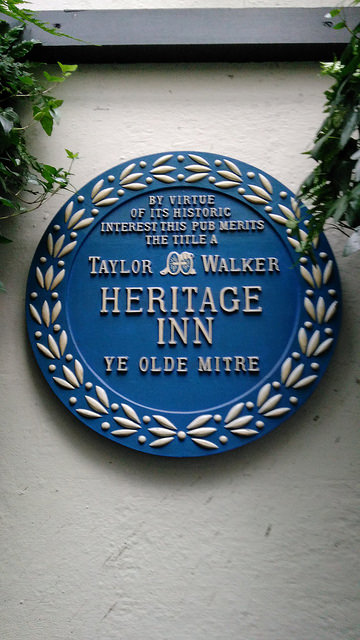 BY VIRTUE
OF ITS HISTORIC
INTEREST THIS PUB MERITS
THE TITLE A
TAYLOR WALKER
HERITAGE
INN
YE OLDE MITRE